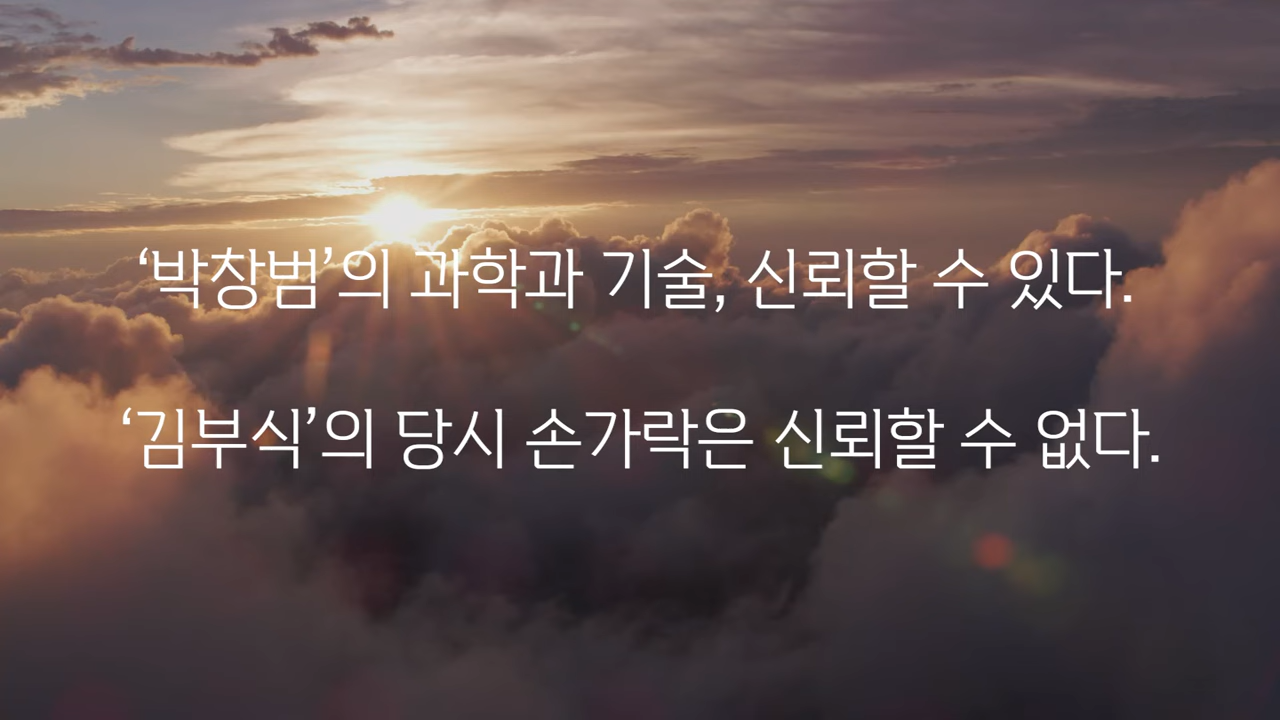 ‘박창범’의 과학과 기술, 신뢰할 수 있다.
‘김부식’의 당시 손가락은 신뢰할 수 없다.